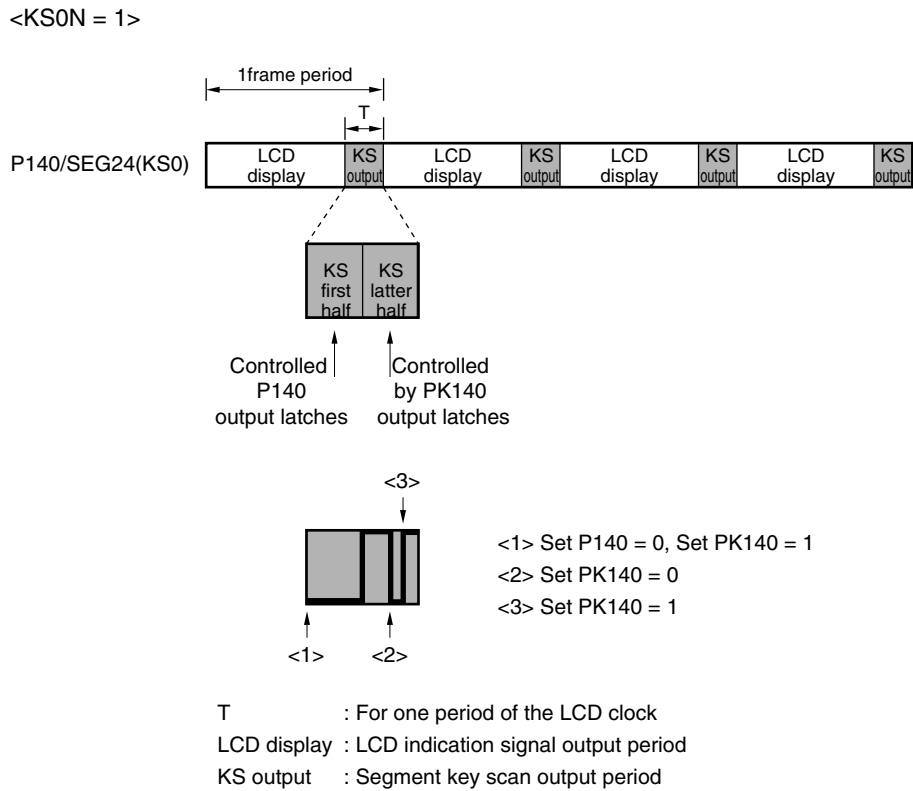 <KS0N = 1>
1frame period
T
P140/SEG24(KS0)
LCD display
KS output
LCD display
KS output
LCD display
KS output
LCD display
KS output
KS first half
KS latter half
Controlled P140 output latches
Controlled by PK140 output latches
<3>
<1>
<2>
<1> Set P140 = 0, Set PK140 = 1
<2> Set PK140 = 0
<3> Set PK140 = 1
T : For one period of the LCD clock
LCD display : LCD indication signal output period
KS output : Segment key scan output period